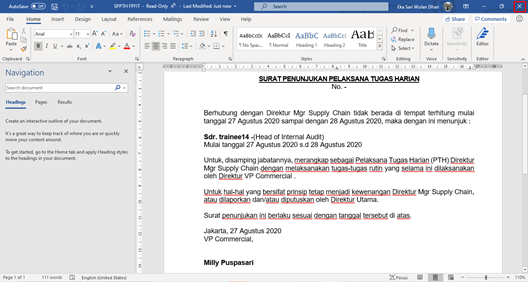 AutoSave Off SPPTH FPPIT - Read-Only - Last Modified: Just now Eka Sari Wulan Dhari
File Home Insert Design Layout References Mailings Review View Help Share Comments
Paste Arial 11 Find
Replace
Select Dictate Sensitivity Editor
AaBbCcDc AaBbCcDc AaBbC AaBbCcC AaB
¶ Normal ¶ No Spac... Heading 1 Heading 2 Title
Clipboard Font Paragraph Styles Editing Voice Sensitivity Editor
Navigation
Search document
Headings Pages Results
Create an interactive outline of your document.
It's a great way to keep track of where you are or quickly
move your content around.
To get started, go to the Home tab and apply Heading styles
to the headings in your document.
SURAT PENUNJUKAN PELAKSANA TUGAS HARIAN
No. -
Berhubung dengan Direktur Mgr Supply Chain tidak berada di tempat terhitung mulai
tanggal 27 Agustus 2020 sampai dengan 28 Agustus 2020, maka dengan ini menunjuk :
Sdr. trainee14 -(Head of Internal Audit)
Mulai tanggal 27 Agustus 2020 s.d 28 Agustus 2020
Untuk, disamping jabatannya, merangkap sebagai Pelaksana Tugas Harian (PTH) Direktur
Mgr Supply Chain dengan melaksanakan tugas-tugas rutin yang selama ini dilaksanakan
oleh Direktur VP Commercial .
Untuk hal-hal yang bersifat prinsip tetap menjadi kewenangan Direktur Mgr Supply Chain,
atau dilaporkan dan/atau diputuskan oleh Direktur Utama.
Surat penunjukan ini berlaku sesuai dengan tanggal tersebut di atas.
Jakarta, 27 Agustus 2020
VP Commercial,
Milly Puspasari
Page 1 of 1 111 words English (United States) Focus 110%